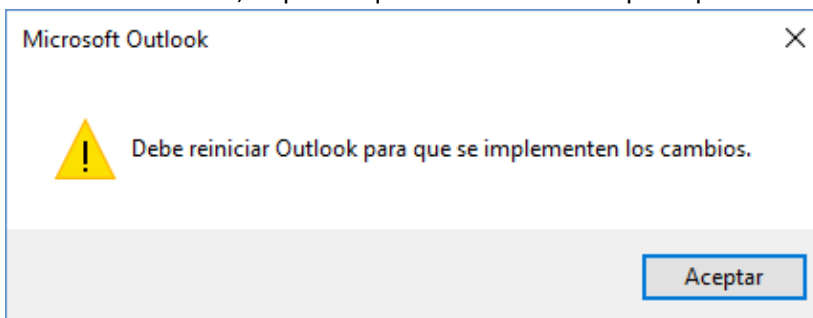 Microsoft Outlook
Debe reiniciar Outlook para que se implementen los cambios.
Aceptar